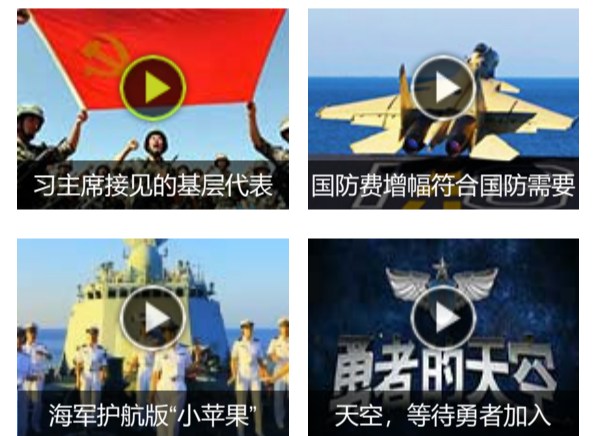 习主席接见的基层代表
国防费增幅符合国防需要
海军护航版“小苹果”
勇者的天空
天空，等待勇者加入